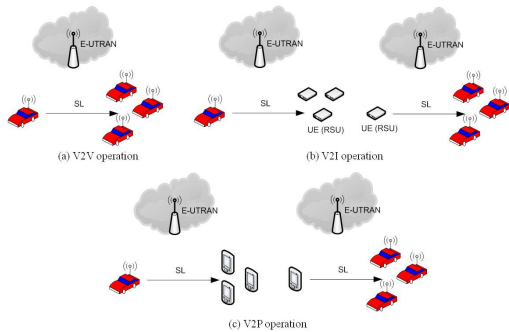 E-UTRAN
SL
(a) V2V operation
E-UTRAN
SL
UE (RSU)
E-UTRAN
UE (RSU)
SL
(b) V2I operation
E-UTRAN
SL
E-UTRAN
SL
(c) V2P operation